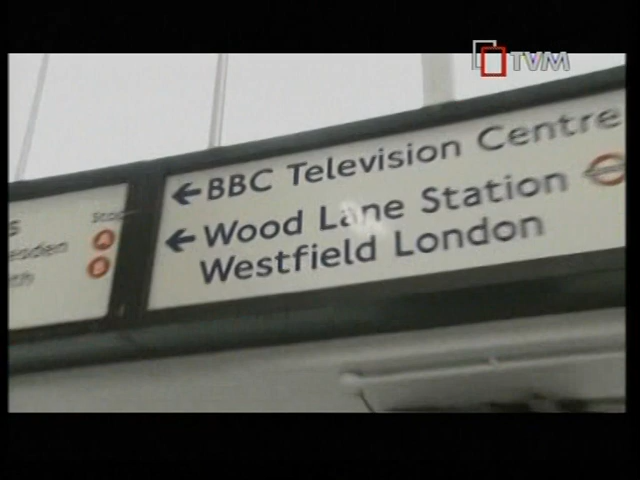 TVM
BBC Television Centre
Wood Lane Station
Westfield London
A
B